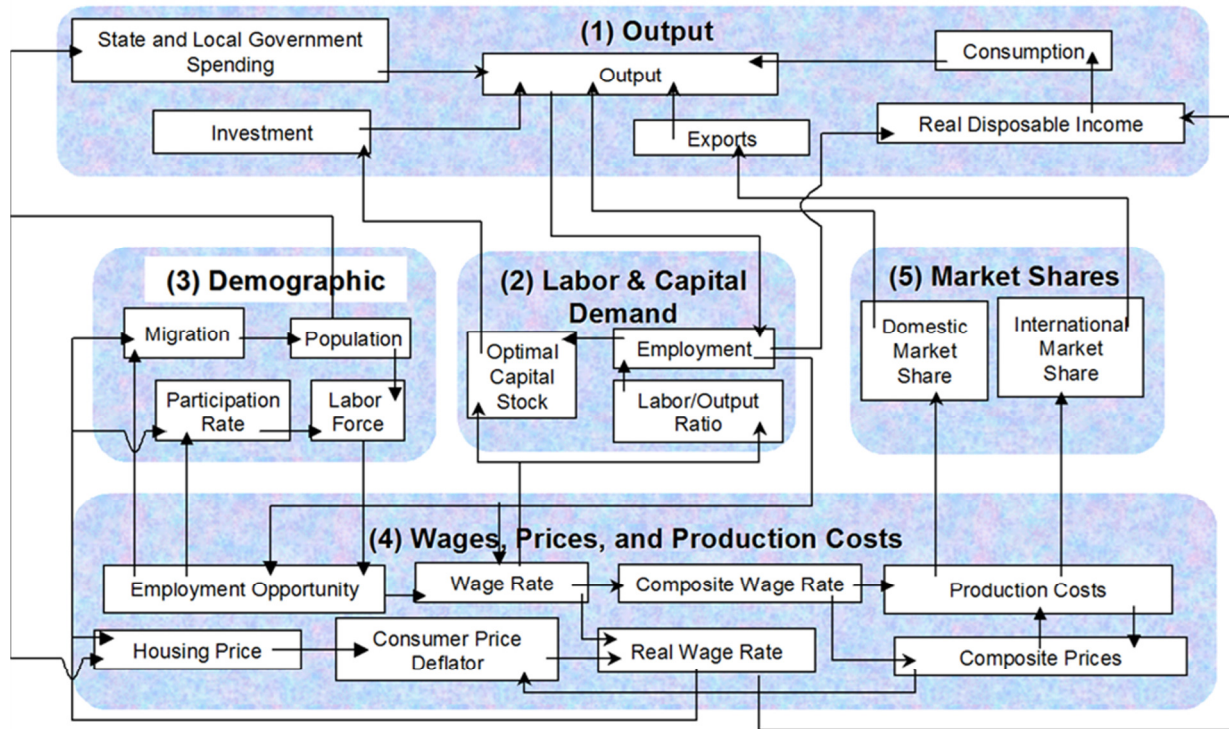 (1) Output
State and Local Government
Spending
Output
Consumption
Investment
Exports
Real Disposable Income
(3) Demographic
Migration
Population
Participation
Rate
Labor
Force
(2) Labor & Capital
Demand
Optimal
Capital
Stock
Employment
Labor/Output
Ratio
(5) Market Shares
Domestic
Market
Share
International
Market
Share
(4) Wages, Prices, and Production Costs
Employment Opportunity
Wage Rate
Composite Wage Rate
Production Costs
Housing Price
Consumer Price
Deflator
Real Wage Rate
Composite Prices